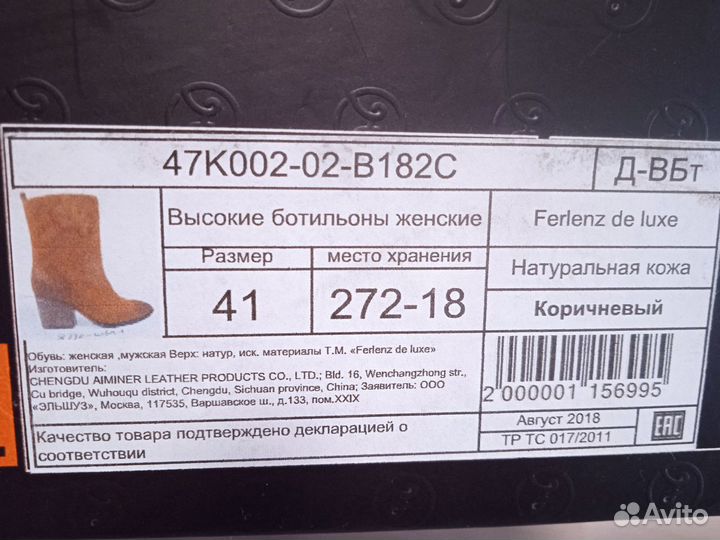 47K002-02-B182C
Д-ВБт
Высокие ботильоны женские
Ferlenz de luxe
Размер
место хранения
Натуральная кожа
41
272-18
Коричневый
Обувь: женская ,мужская Верх: натур, иск. материалы Т.М. «Ferlenz de luxe»
Изготовитель:
CHENGDU AIMINER LEATHER PRODUCTS CO., LTD.; Bld. 16, Wenchangzhong str.,
Cu bridge, Wuhouqu district, Chengdu, Sichuan province, China; Заявитель: ООО
«ЭЛЬШУЗ», Москва, 117535, Варшавское ш., д.133, пом.XXIX
2 000001 156995
Качество товара подтверждено декларацией о
соответствии
Август 2018
ТР ТС 017/2011
EAC
Avito